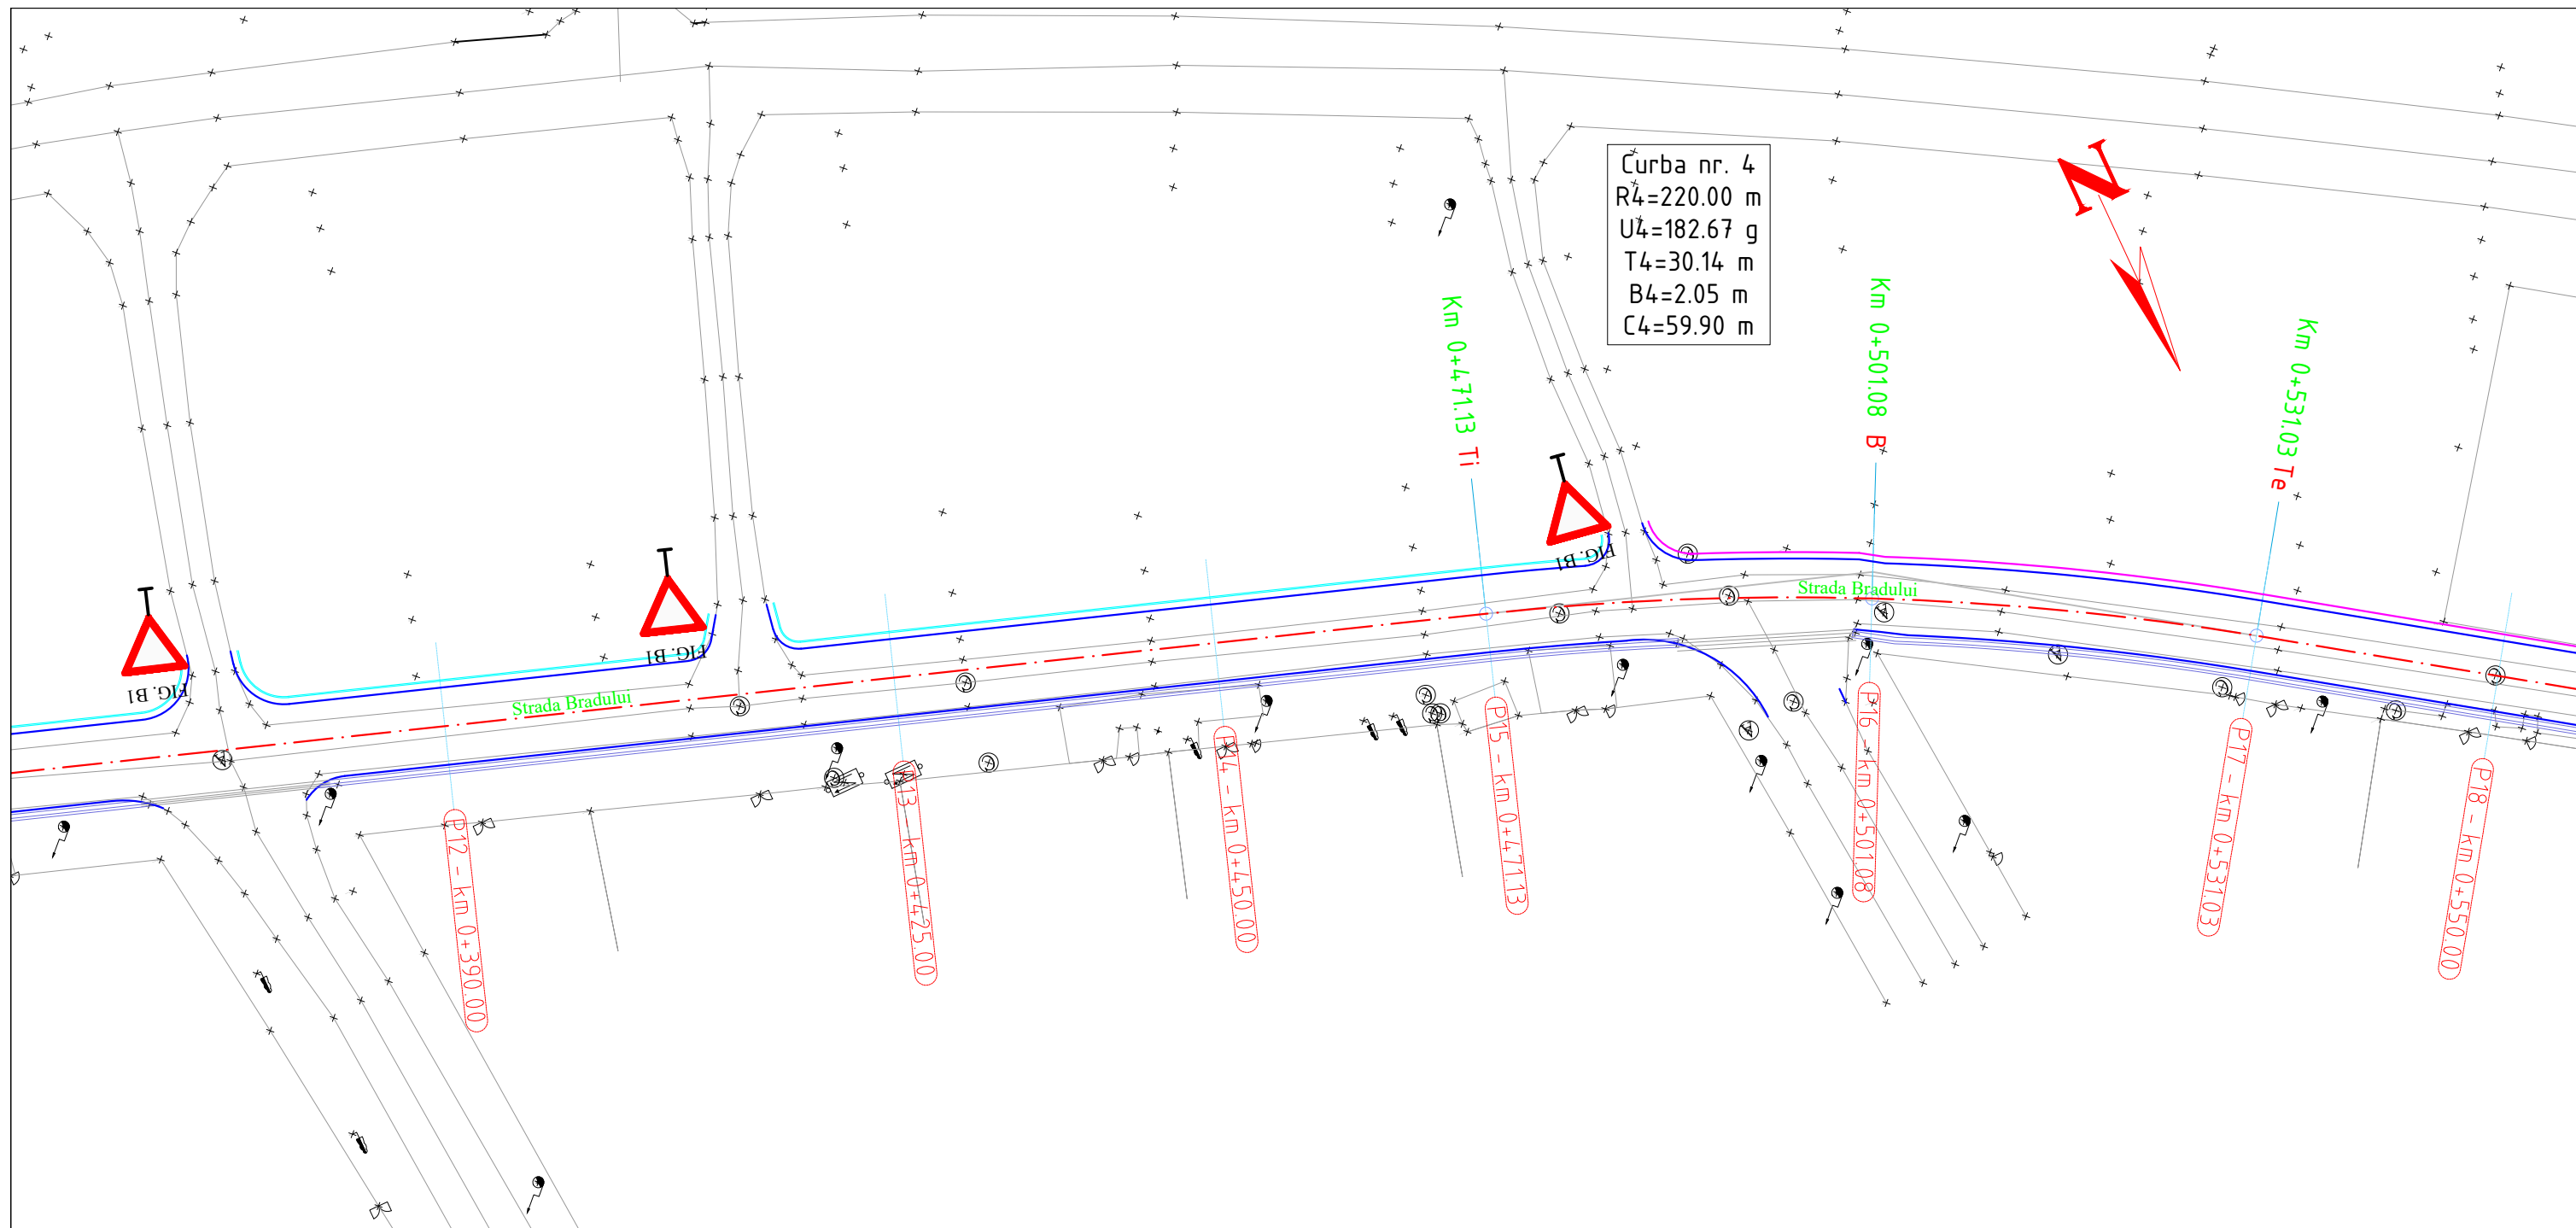 Curba nr. 4
R4=220.00 m
U4=182.67 g
T4=30.14 m
B4=2.05 m
C4=59.90 m
N
Km 0+471.13 Ti
Km 0+501.08 B
Km 0+531.03 Te
FIG. B1
FIG. B1
FIG. B1
Strada Bradului
Strada Bradului
P12 - km 0+390.00
P13 - km 0+425.00
P14 - km 0+450.00
P15 - km 0+471.13
P16 - km 0+501.08
P17 - km 0+531.03
P18 - km 0+550.00